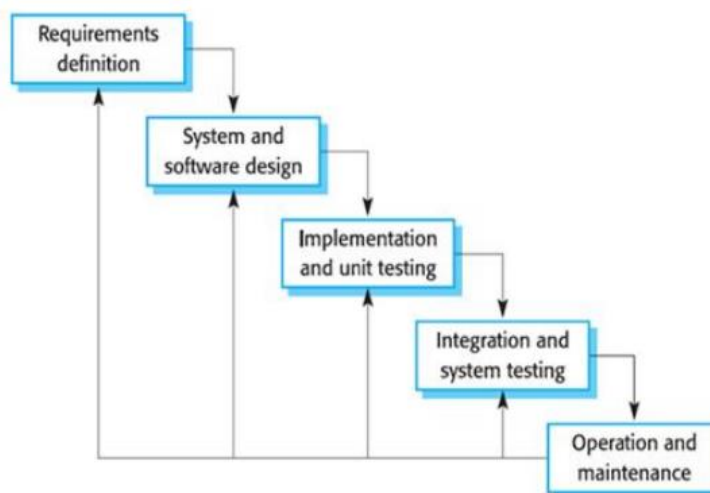 Requirements
definition
System and
software design
Implementation
and unit testing
Integration and
system testing
Operation and
maintenance